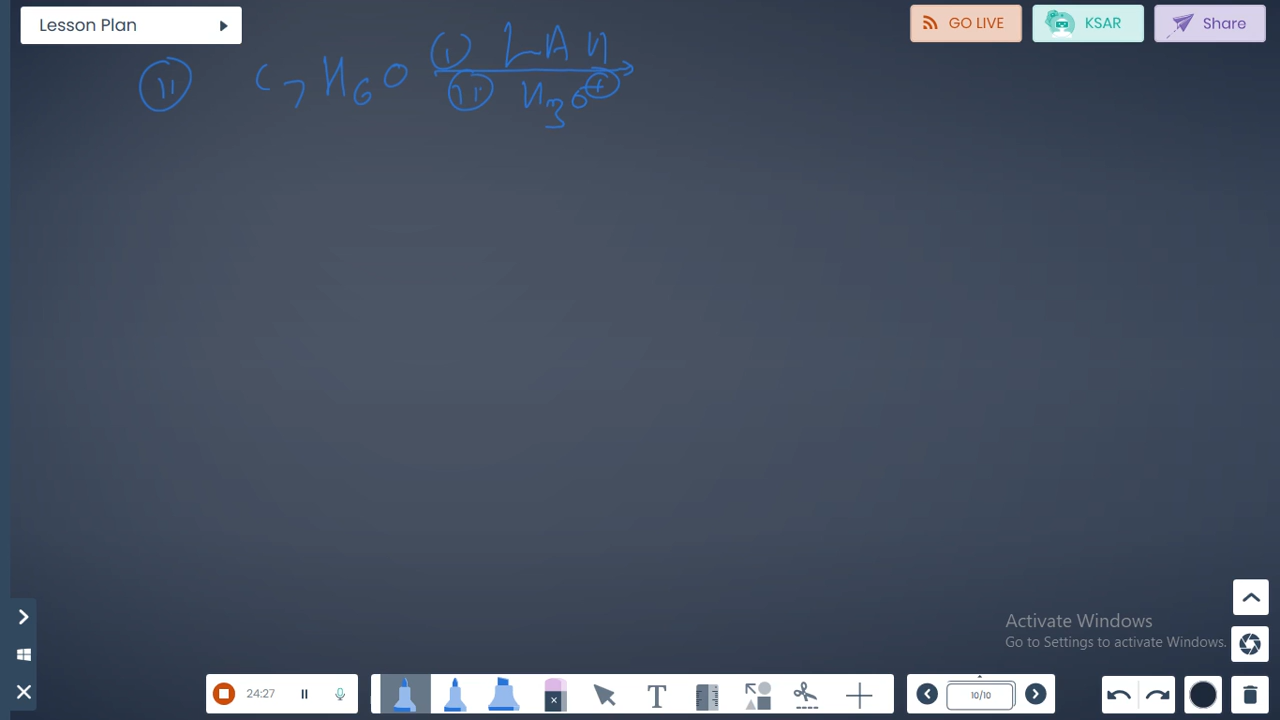 Lesson Plan
GO LIVE
KSAR
Share
(i) LAH
(ii) C7H6O
(ii) H3O+
Activate Windows
Go to Settings to activate Windows.
24:27
T
10/10